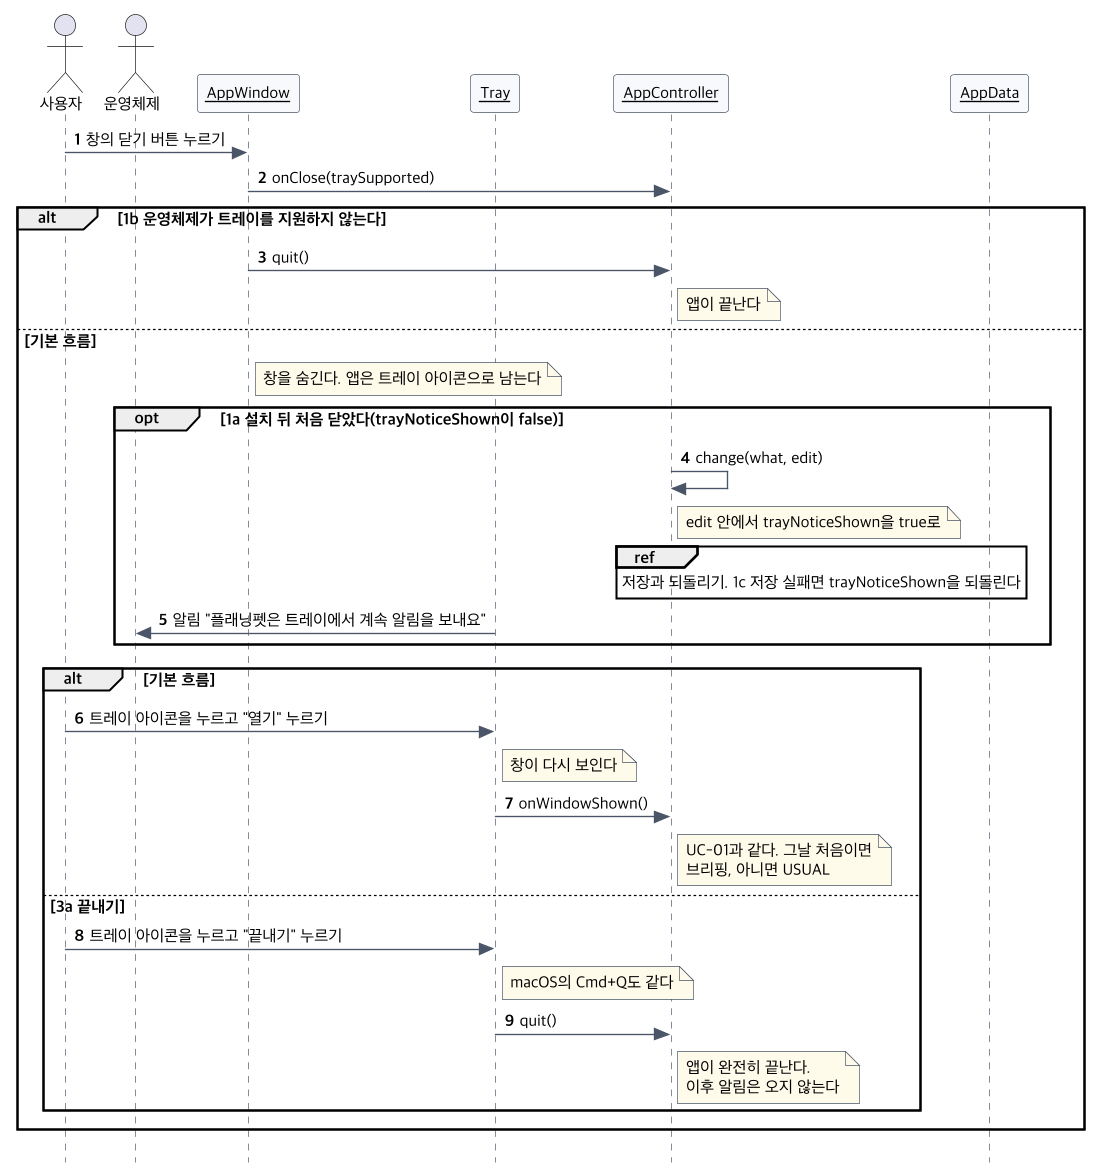 사용자
운영체제
AppWindow
Tray
AppController
AppData
1 창의 닫기 버튼 누르기
2 onClose(traySupported)
alt
[1b 운영체제가 트레이를 지원하지 않는다]
3 quit()
앱이 끝난다
[기본 흐름]
창을 숨긴다. 앱은 트레이 아이콘으로 남는다
opt
[1a 설치 뒤 처음 닫았다(trayNoticeShown이 false)]
4 change(what, edit)
edit 안에서 trayNoticeShown을 true로
ref
저장과 되돌리기. 1c 저장 실패면 trayNoticeShown을 되돌린다
5 알림 "플래닝펫은 트레이에서 계속 알림을 보내요"
alt
[기본 흐름]
6 트레이 아이콘을 누르고 "열기" 누르기
창이 다시 보인다
7 onWindowShown()
UC-01과 같다. 그날 처음이면
브리핑, 아니면 USUAL
[3a 끝내기]
8 트레이 아이콘을 누르고 "끝내기" 누르기
macOS의 Cmd+Q도 같다
9 quit()
앱이 완전히 끝난다.
이후 알림은 오지 않는다